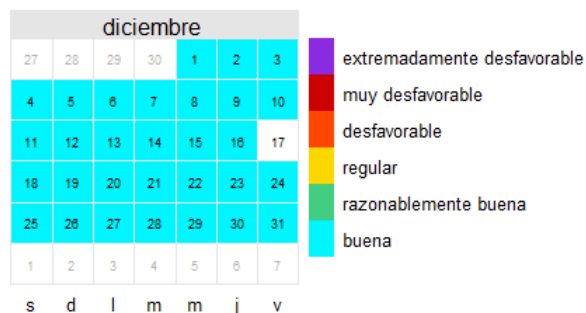 diciembre
27 28 29 30 1 2 3
4 5 6 7 8 9 10
11 12 13 14 15 16 17
18 19 20 21 22 23 24
25 26 27 28 29 30 31
1 2 3 4 5 6 7
s d l m m j v
extremadamente desfavorable
muy desfavorable
desfavorable
regular
razonablemente buena
buena